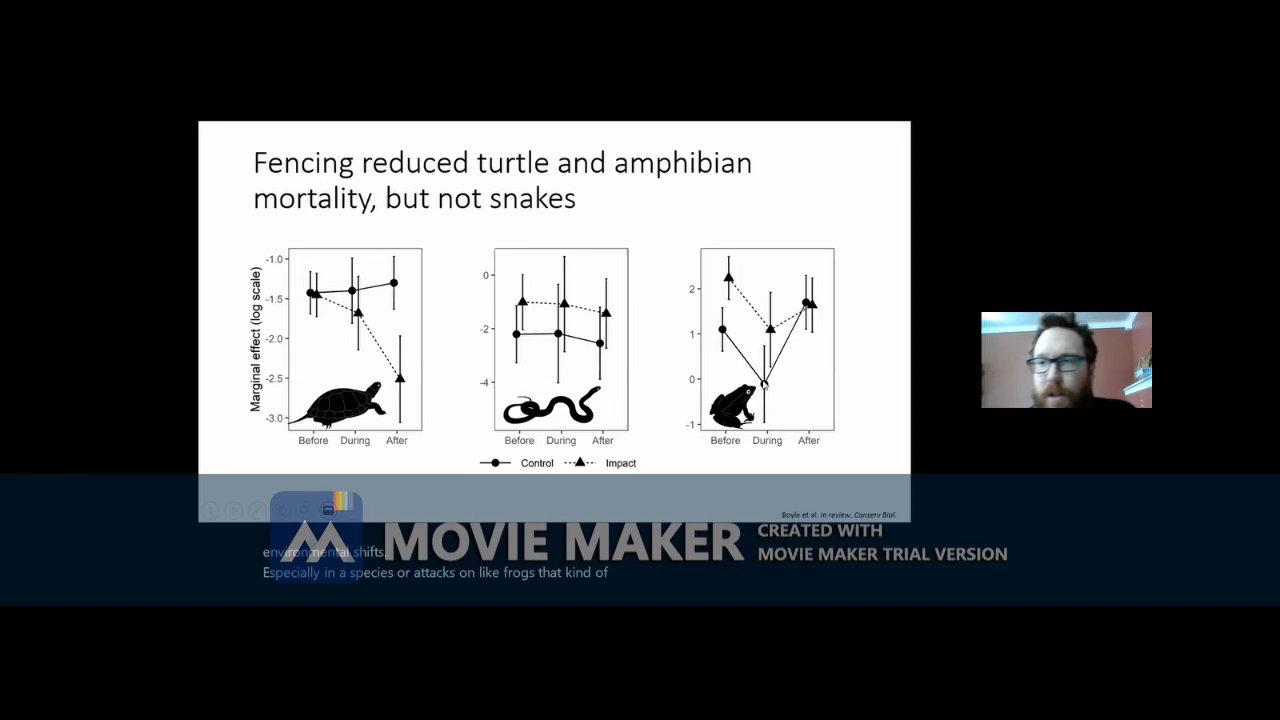 Fencing reduced turtle and amphibian
mortality, but not snakes
Marginal effect (log scale)
-1.0
-1.5
-2.0
-2.5
-3.0
Before During After
0
-2
-4
Before During After
2
1
0
-1
Before During After
Control Impact
Boyle et al. in review, Conserv Biol.
environmental shifts.
Especially in a species or attacks on like frogs that kind of
MOVIE MAKER
CREATED WITH
MOVIE MAKER TRIAL VERSION